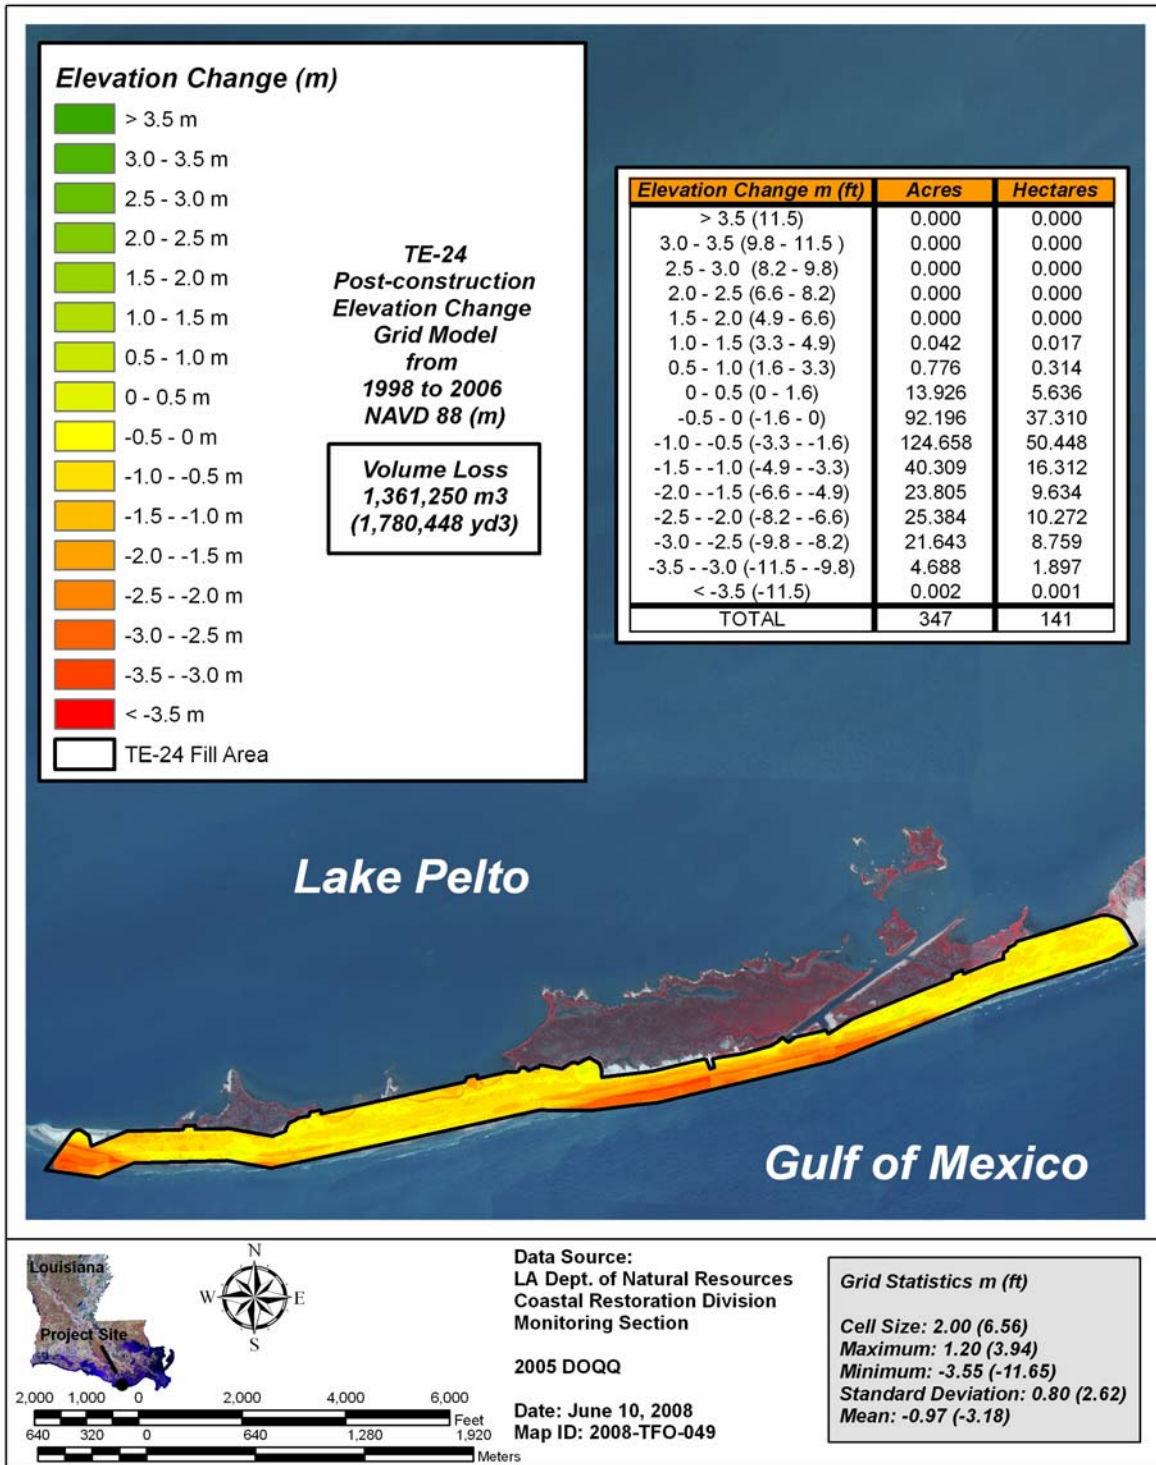 Elevation Change (m)
> 3.5 m
3.0 - 3.5 m
2.5 - 3.0 m
2.0 - 2.5 m
1.5 - 2.0 m
1.0 - 1.5 m
0.5 - 1.0 m
0 - 0.5 m
-0.5 - 0 m
-1.0 - -0.5 m
-1.5 - -1.0 m
-2.0 - -1.5 m
-2.5 - -2.0 m
-3.0 - -2.5 m
-3.5 - -3.0 m
< -3.5 m
TE-24 Fill Area
TE-24
Post-construction
Elevation Change
Grid Model
from
1998 to 2006
NAVD 88 (m)
Volume Loss
1,361,250 m3
(1,780,448 yd3)
Elevation Change m (ft) Acres Hectares
> 3.5 (11.5) 0.000 0.000
3.0 - 3.5 (9.8 - 11.5 ) 0.000 0.000
2.5 - 3.0 (8.2 - 9.8) 0.000 0.000
2.0 - 2.5 (6.6 - 8.2) 0.000 0.000
1.5 - 2.0 (4.9 - 6.6) 0.000 0.000
1.0 - 1.5 (3.3 - 4.9) 0.042 0.017
0.5 - 1.0 (1.6 - 3.3) 0.776 0.314
0 - 0.5 (0 - 1.6) 13.926 5.636
-0.5 - 0 (-1.6 - 0) 92.196 37.310
-1.0 - -0.5 (-3.3 - -1.6) 124.658 50.448
-1.5 - -1.0 (-4.9 - -3.3) 40.309 16.312
-2.0 - -1.5 (-6.6 - -4.9) 23.805 9.634
-2.5 - -2.0 (-8.2 - -6.6) 25.384 10.272
-3.0 - -2.5 (-9.8 - -8.2) 21.643 8.759
-3.5 - -3.0 (-11.5 - -9.8) 4.688 1.897
< -3.5 (-11.5) 0.002 0.001
TOTAL 347 141
Lake Pelto
Gulf of Mexico
Louisiana
Project Site
N
W E
S
2,000 1,000 0 2,000 4,000 6,000
Feet
640 320 0 640 1,280 1,920
Meters
Data Source:
LA Dept. of Natural Resources
Coastal Restoration Division
Monitoring Section
2005 DOQQ
Date: June 10, 2008
Map ID: 2008-TFO-049
Grid Statistics m (ft)
Cell Size: 2.00 (6.56)
Maximum: 1.20 (3.94)
Minimum: -3.55 (-11.65)
Standard Deviation: 0.80 (2.62)
Mean: -0.97 (-3.18)